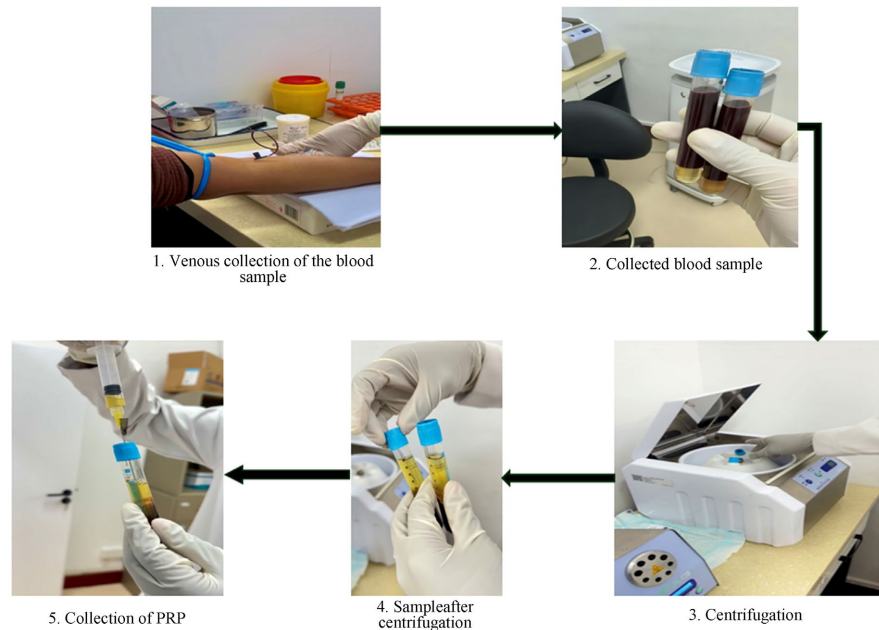 1. Venous collection of the blood
sample
2. Collected blood sample
3. Centrifugation
4. Sampleafter
centrifugation
5. Collection of PRP